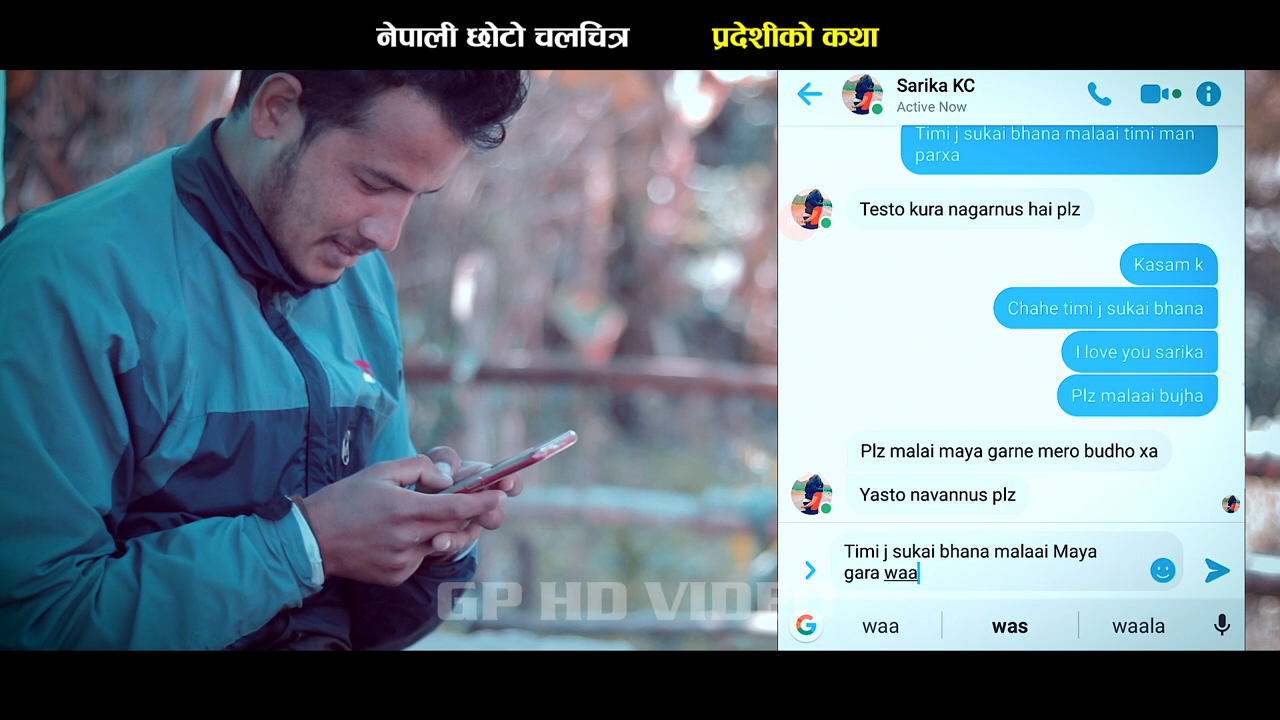 नेपाली छोटो चलचित्र प्रदेशीको कथा
Sarika KC
Active Now
Timi j sukai bhana malaai timi man
parxa
Testo kura nagarnus hai plz
Kasam k
Chahe timi j sukai bhana
I love you sarika
Plz malaai bujha
Plz malai maya garne mero budho xa
Yasto navannus plz
Timi j sukai bhana malaai Maya
gara waa
waa was waala
GP HD VIDEO